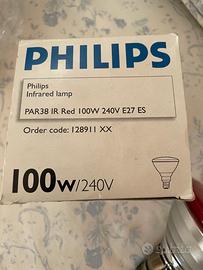 PHILIPS
Philips
Infrared lamp
PAR38 IR Red 100W 240V E27 ES
Order code: 128911 XX
100W/240V